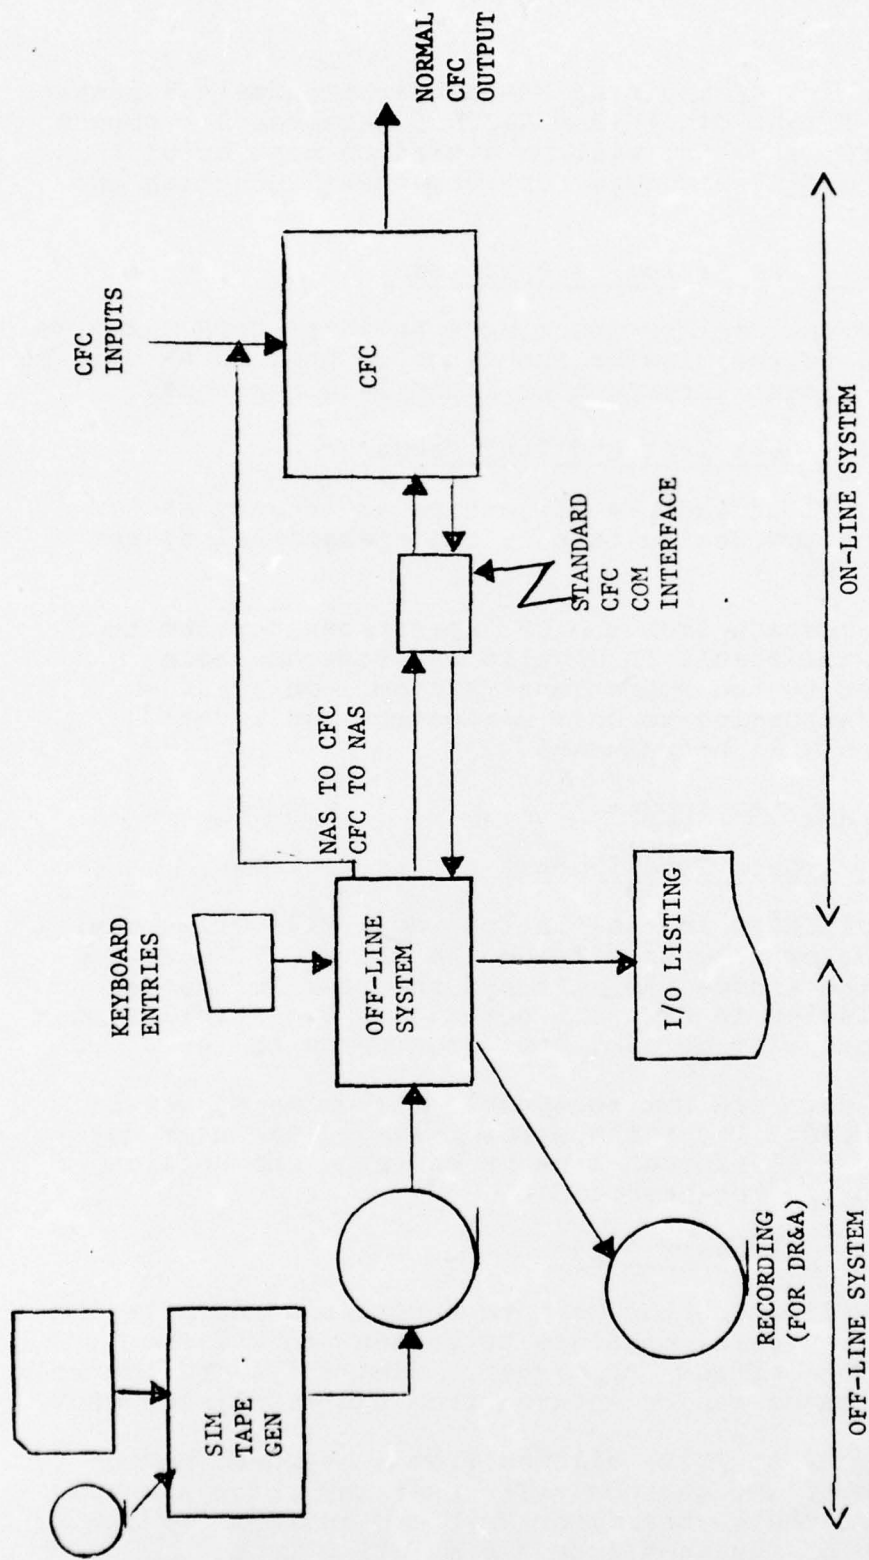 SIM
TAPE
GEN
KEYBOARD
ENTRIES
OFF-LINE
SYSTEM
NAS TO CFC
CFC TO NAS
CFC
INPUTS
CFC
NORMAL
CFC
OUTPUT
STANDARD
CFC
COM
INTERFACE
I/O LISTING
RECORDING
(FOR DR&A)
OFF-LINE SYSTEM
ON-LINE SYSTEM